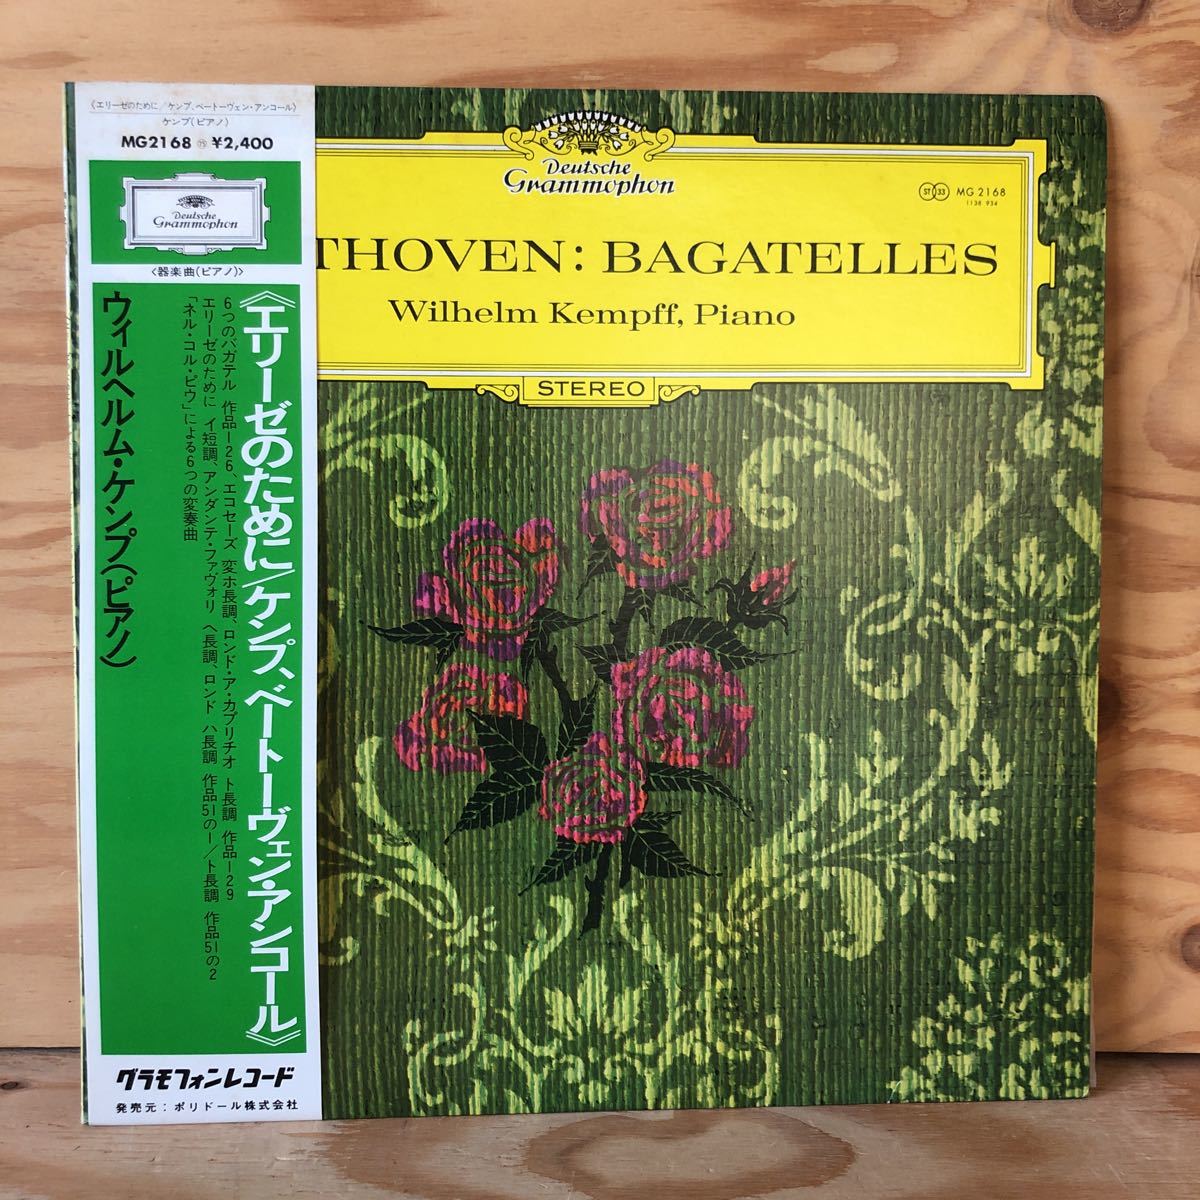 《エリーゼのために/ケンプ、ベートーヴェン・アンコール》
ケンプ(ピアノ)
MG2168 ¥2,400
Deutsche
Grammophon
〈器楽曲(ピアノ)〉
《エリーゼのために/ケンプ、ベートーヴェン・アンコール》
6つのバガテル 作品126、エコセーズ 変ホ長調、ロンド・ア・カプリチオ ト長調 作品129
エリーゼのために イ短調、アンダンテ・ファヴォリ ヘ長調、ロンド ハ長調 作品51の1/ト長調 作品51の2
「ネル・コル・ピウ」による6つの変奏曲
ウィルヘルム・ケンプ(ピアノ)
グラモフォンレコード
発売元:ポリドール株式会社
Deutsche
Grammophon
ST 33 MG 2168
1138 934
THOVEN: BAGATELLES
Wilhelm Kempff, Piano
STEREO